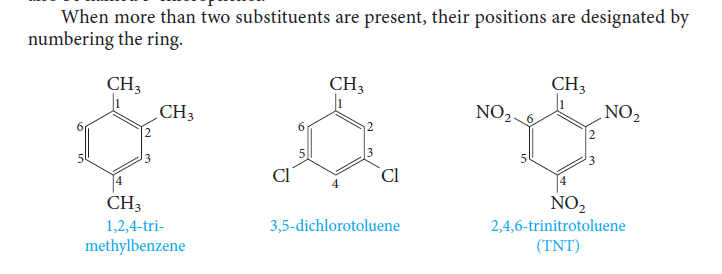 When more than two substituents are present, their positions are designated by
numbering the ring.
CH3 CH3 CH3
1 CH3 1 NO2 1 NO2
6 2 6 2 6 2
5 3 5 3 5 3
4 Cl 4 Cl 4
CH3 NO2
1,2,4-tri- 3,5-dichlorotoluene 2,4,6-trinitrotoluene
methylbenzene (TNT)